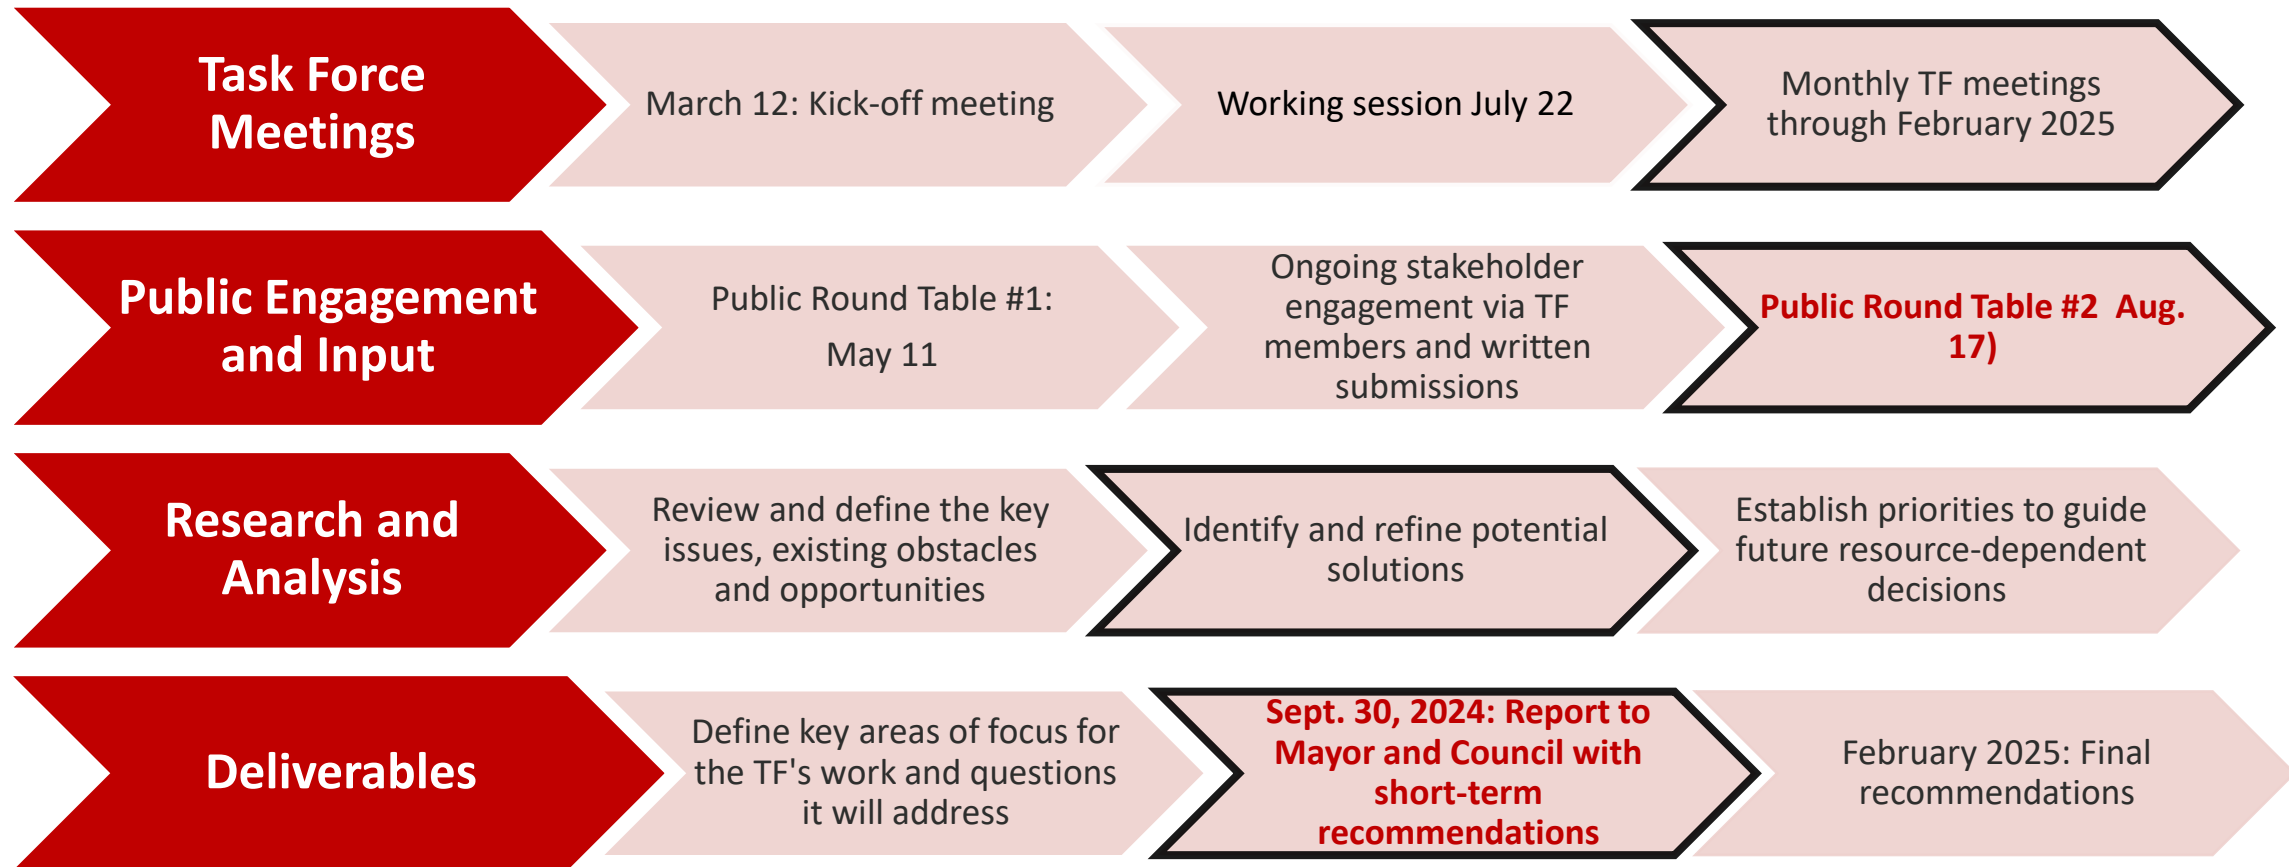 Task Force
Meetings
March 12: Kick-off meeting
Working session July 22
Monthly TF meetings
through February 2025
Public Engagement
and Input
Public Round Table #1:
May 11
Ongoing stakeholder
engagement via TF
members and written
submissions
Public Round Table #2  Aug.
17)
Research and
Analysis
Review and define the key
issues, existing obstacles
and opportunities
Identify and refine potential
solutions
Establish priorities to guide
future resource-dependent
decisions
Deliverables
Define key areas of focus for
the TF's work and questions
it will address
Sept. 30, 2024: Report to
Mayor and Council with
short-term
recommendations
February 2025: Final
recommendations